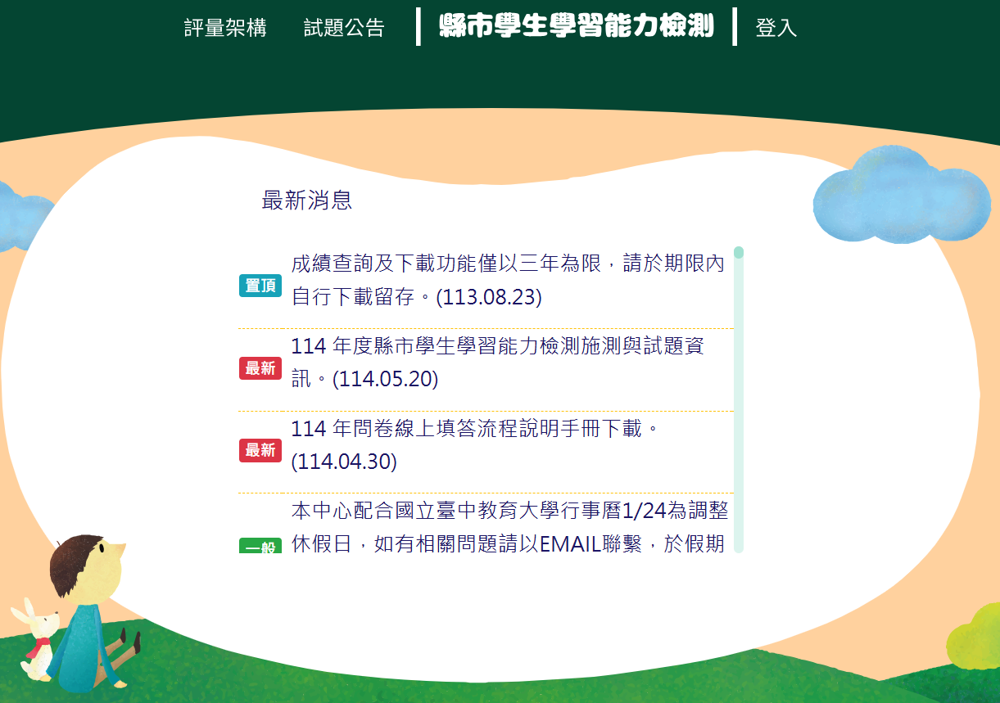 評量架構 試題公告 縣市學生學習能力檢測 登入
最新消息
成績查詢及下載功能僅以三年為限，請於期限內
置頂
自行下載留存。(113.08.23)
114 年度縣市學生學習能力檢測施測與試題資
最新
訊。(114.05.20)
114 年問卷線上填答流程說明手冊下載。
最新
(114.04.30)
本中心配合國立臺中教育大學行事曆1/24為調整
一般
休假日，如有相關問題請以EMAIL聯繫，於假期